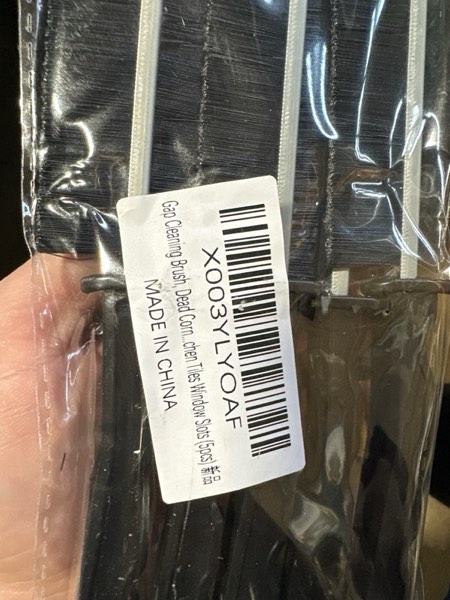 X003YLYOAF
Gap Cleaning Brush, Dead Corn...chen Tiles Window Slots (5pcs) 新品
MADE IN CHINA